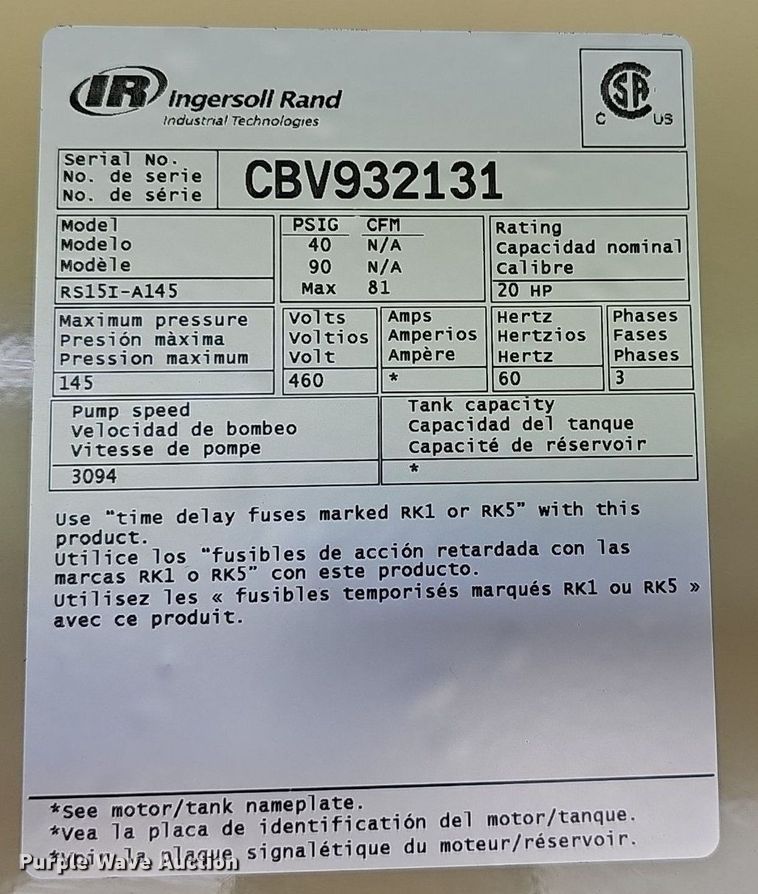 IR Ingersoll Rand
Industrial Technologies
C SA US
Serial No.
No. de serie
No. de série
CBV932131
Model
Modelo
Modèle
RS15I-A145
PSIG CFM
40 N/A
90 N/A
Max 81
Rating
Capacidad nominal
Calibre
20 HP
Maximum pressure
Presión màxima
Pression maximum
145
Volts
Voltios
Volt
460
Amps
Amperios
Ampère
*
Hertz
Hertzios
Hertz
60
Phases
Fases
Phases
3
Pump speed
Velocidad de bombeo
Vitesse de pompe
3094
Tank capacity
Capacidad del tanque
Capacité de réservoir
*
Use "time delay fuses marked RK1 or RK5" with this
product.
Utilice los "fusibles de acción retardada con las
marcas RK1 o RK5" con este producto.
Utilisez les « fusibles temporisés marqués RK1 ou RK5 »
avec ce produit.
*See motor/tank nameplate.
*Vea la placa de identificación del motor/tanque.
*Voir la plaque signalétique du moteur/réservoir.
Purple Wave Auction